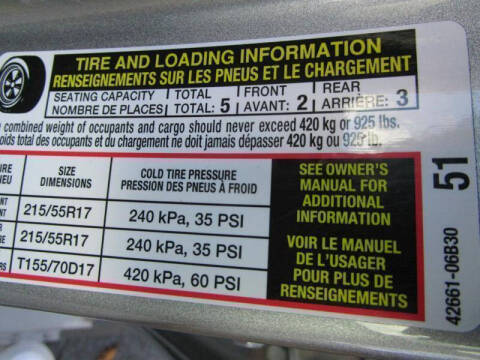 TIRE AND LOADING INFORMATION
RENSEIGNEMENTS SUR LES PNEUS ET LE CHARGEMENT
SEATING CAPACITY TOTAL FRONT REAR
NOMBRE DE PLACES TOTAL: 5 AVANT: 2 ARRIÈRE: 3
combined weight of occupants and cargo should never exceed 420 kg or 925 lbs.
total des occupants et du chargement ne doit jamais dépasser 420 kg ou 925 lb.
SIZE COLD TIRE PRESSURE
DIMENSIONS PRESSION DES PNEUS À FROID
215/55R17 240 kPa, 35 PSI
215/55R17 240 kPa, 35 PSI
T155/70D17 420 kPa, 60 PSI
SEE OWNER'S
MANUAL FOR
ADDITIONAL
INFORMATION
VOIR LE MANUEL
DE L'USAGER
POUR PLUS DE
RENSEIGNEMENTS
51
42661-06B30